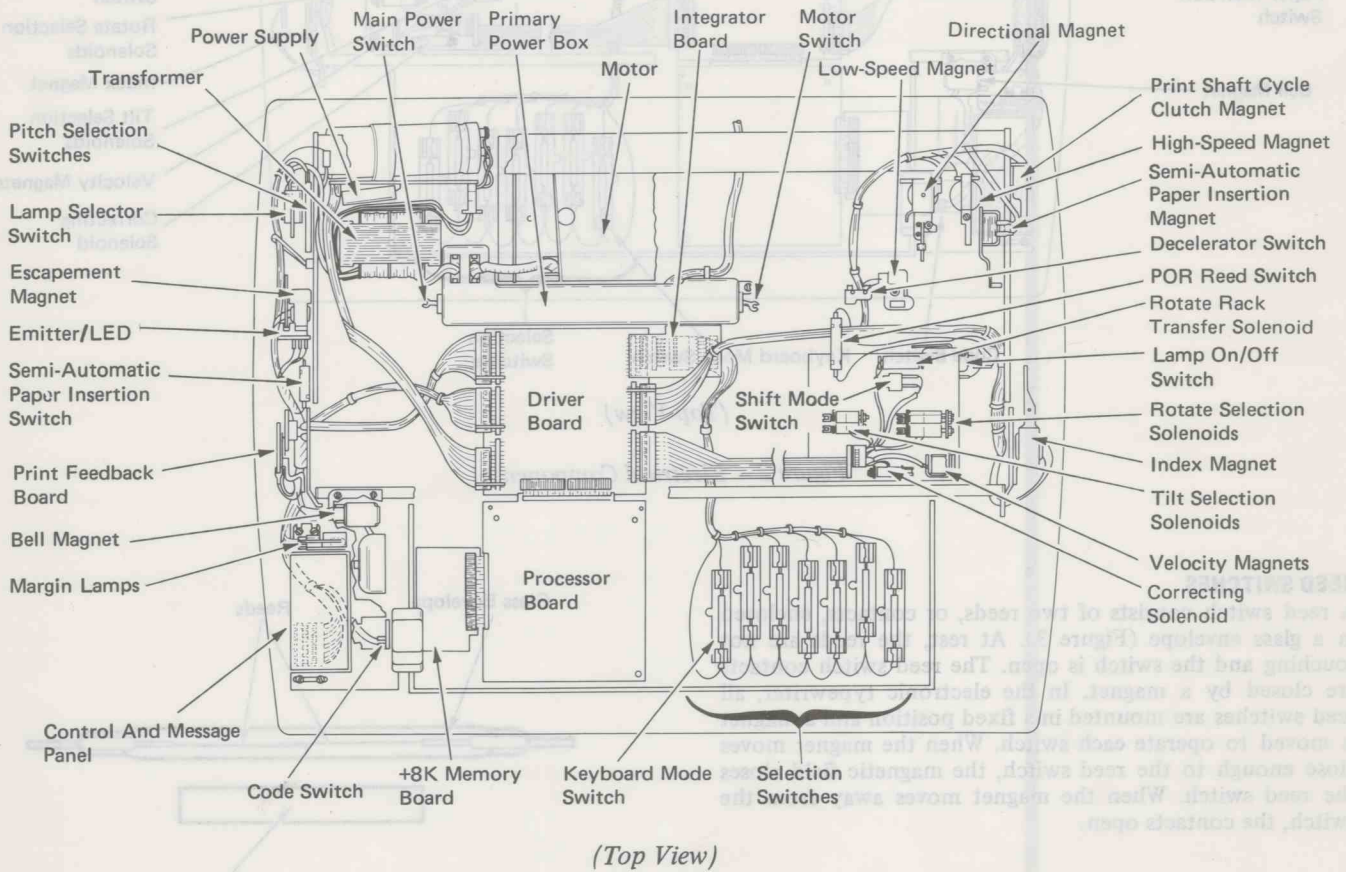 Main Power
Switch
Primary
Power Box
Integrator
Board
Motor
Switch
Directional Magnet
Power Supply
Motor
Low-Speed Magnet
Transformer
Print Shaft Cycle
Clutch Magnet
Pitch Selection
Switches
High-Speed Magnet
Semi-Automatic
Paper Insertion
Magnet
Lamp Selector
Switch
Decelerator Switch
Escapement
Magnet
POR Reed Switch
Rotate Rack
Transfer Solenoid
Emitter/LED
Lamp On/Off
Switch
Semi-Automatic
Paper Insertion
Switch
Driver
Board
Shift Mode
Switch
Rotate Selection
Solenoids
Print Feedback
Board
Index Magnet
Tilt Selection
Solenoids
Bell Magnet
Velocity Magnets
Margin Lamps
Processor
Board
Correcting
Solenoid
Control And Message
Panel
Code Switch
+8K Memory
Board
Keyboard Mode
Switch
Selection
Switches
(Top View)